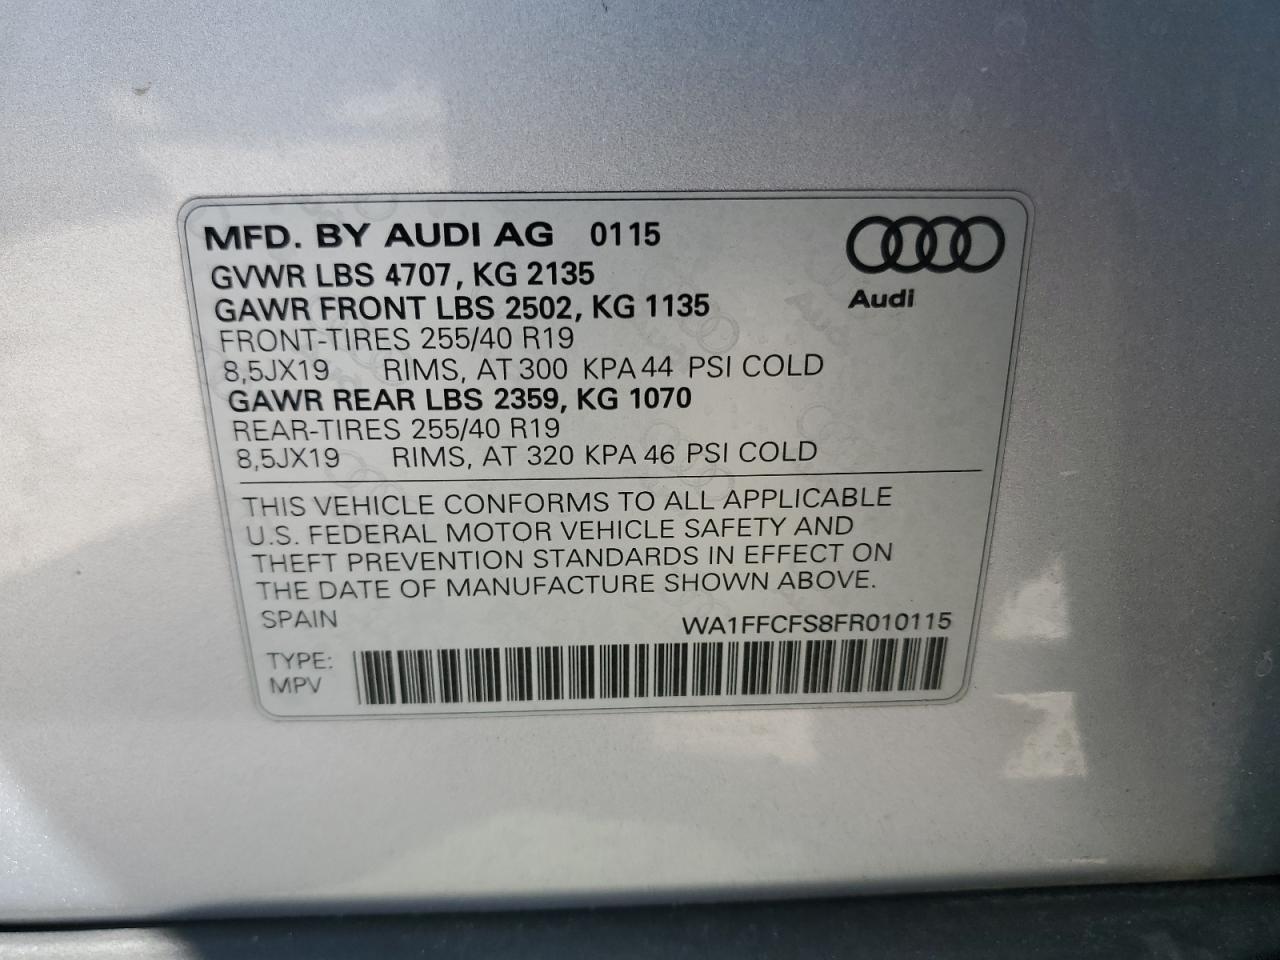 MFD. BY AUDI AG 0115
Audi
GVWR LBS 4707, KG 2135
GAWR FRONT LBS 2502, KG 1135
FRONT-TIRES 255/40 R19
8,5JX19 RIMS, AT 300 KPA 44 PSI COLD
GAWR REAR LBS 2359, KG 1070
REAR-TIRES 255/40 R19
8,5JX19 RIMS, AT 320 KPA 46 PSI COLD
THIS VEHICLE CONFORMS TO ALL APPLICABLE
U.S. FEDERAL MOTOR VEHICLE SAFETY AND
THEFT PREVENTION STANDARDS IN EFFECT ON
THE DATE OF MANUFACTURE SHOWN ABOVE.
SPAIN WA1FFCFS8FR010115
TYPE:
MPV